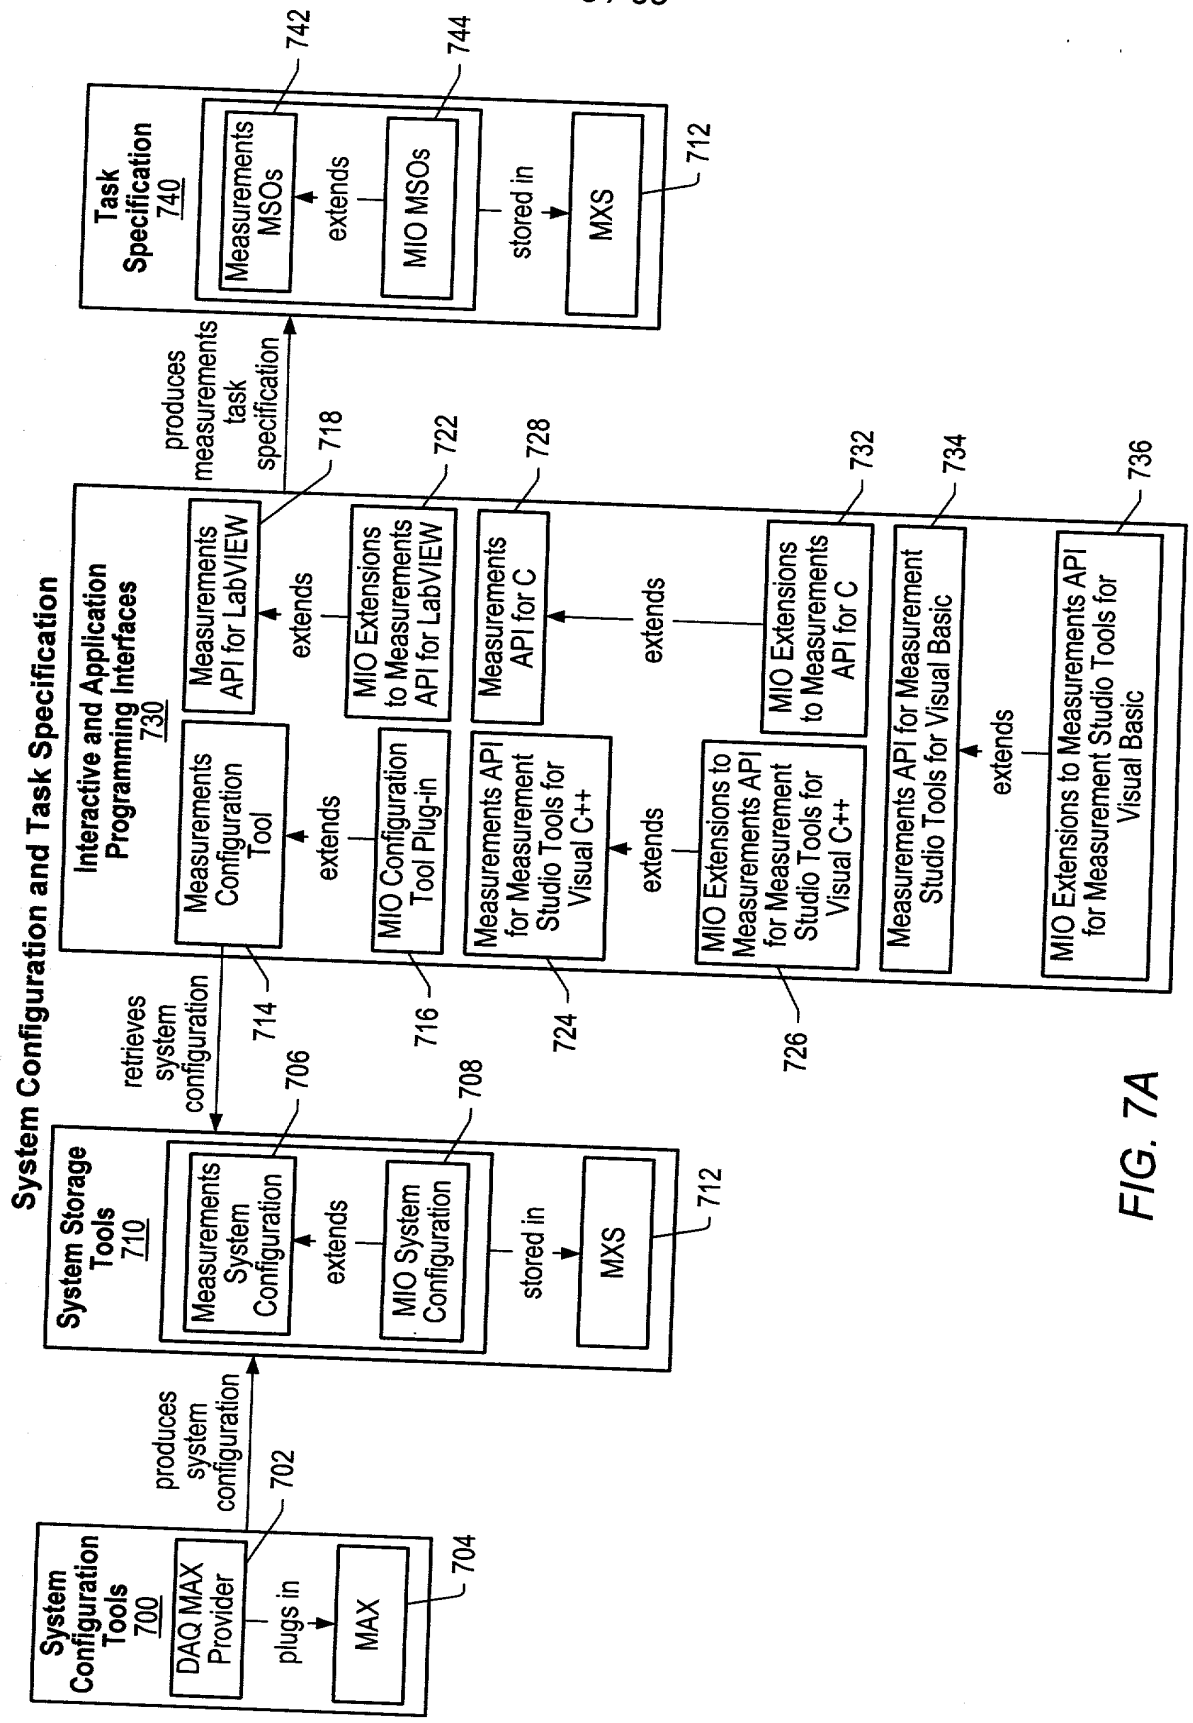 System Configuration and Task Specification
System
Configuration
Tools
700
DAQ MAX
Provider
702
plugs in
MAX
704
produces
system
configuration
System Storage
Tools
710
Measurements
System
Configuration
706
extends
MIO System
Configuration
708
stored in
MXS
712
retrieves
system
configuration
Interactive and Application
Programming Interfaces
730
Measurements
Configuration
Tool
714
extends
MIO Configuration
Tool Plug-in
716
Measurements
API for LabVIEW
718
extends
MIO Extensions
to Measurements
API for LabVIEW
722
Measurements API
for Measurement
Studio Tools for
Visual C++
724
extends
MIO Extensions to
Measurements API
for Measurement
Studio Tools for
Visual C++
726
Measurements
API for C
728
extends
MIO Extensions
to Measurements
API for C
732
Measurements API for Measurement
Studio Tools for Visual Basic
734
extends
MIO Extensions to Measurements API
for Measurement Studio Tools for
Visual Basic
736
produces
measurements
task
specification
Task
Specification
740
Measurements
MSOs
742
extends
MIO MSOs
744
stored in
MXS
712
FIG. 7A